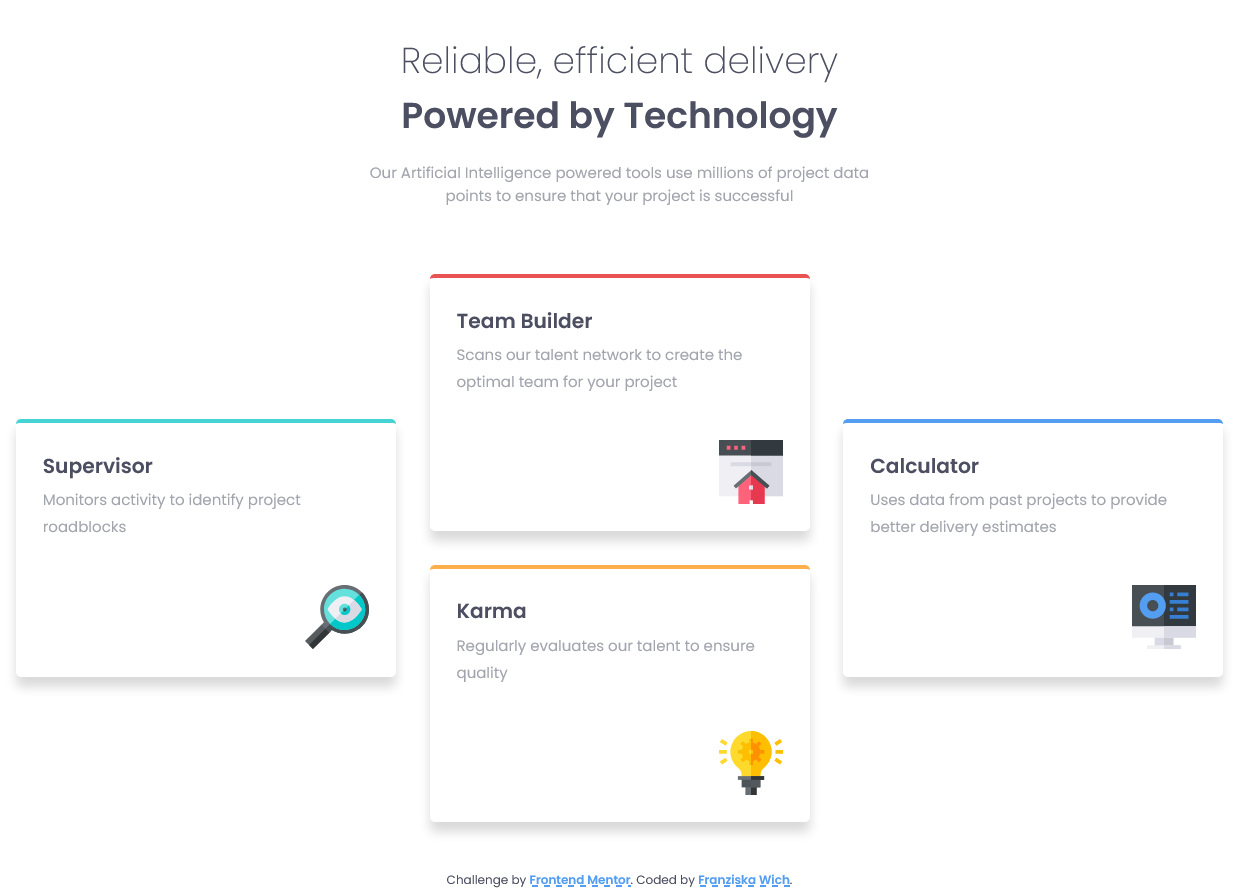 Reliable, efficient delivery
Powered by Technology
Our Artificial Intelligence powered tools use millions of project data
points to ensure that your project is successful
Supervisor
Monitors activity to identify project
roadblocks
Team Builder
Scans our talent network to create the
optimal team for your project
Karma
Regularly evaluates our talent to ensure
quality
Calculator
Uses data from past projects to provide
better delivery estimates
Challenge by Frontend Mentor. Coded by Franziska Wich.